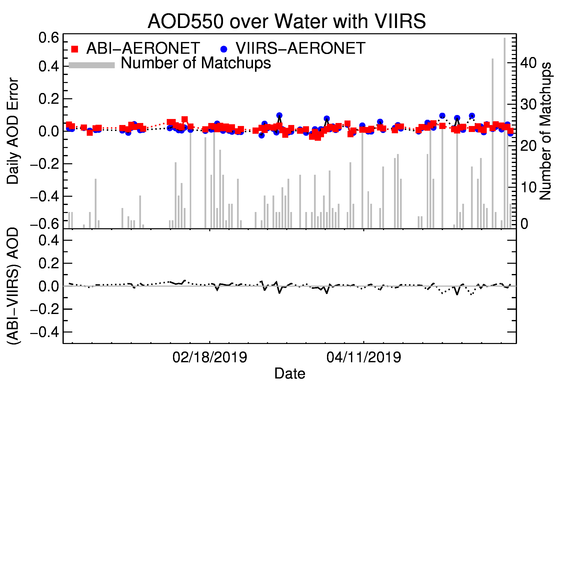 AOD550 over Water with VIIRS
ABI-AERONET VIIRS-AERONET
Number of Matchups
Daily AOD Error
0.6
0.4
0.2
0.0
-0.2
-0.4
-0.6
Number of Matchups
40
30
20
10
0
(ABI-VIIRS) AOD
0.4
0.2
0.0
-0.2
-0.4
02/18/2019 04/11/2019
Date